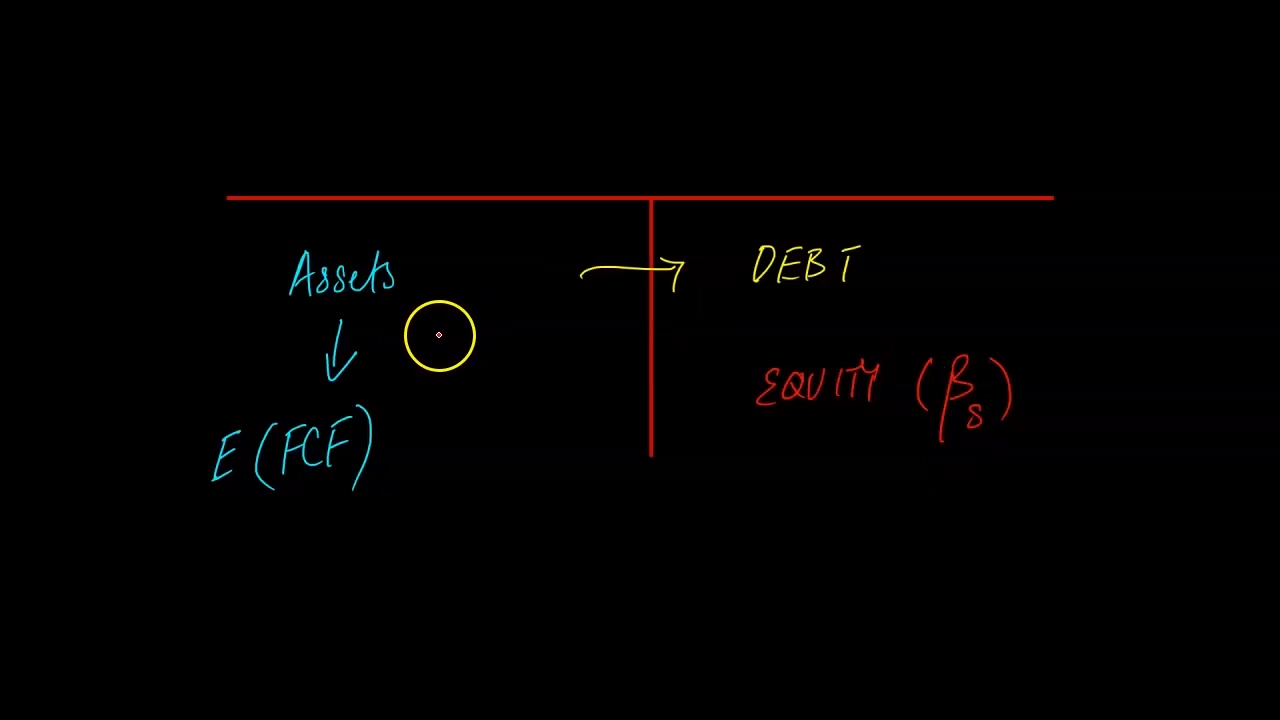 Assets
E (FCF)
DEBT
EQUITY (βs)